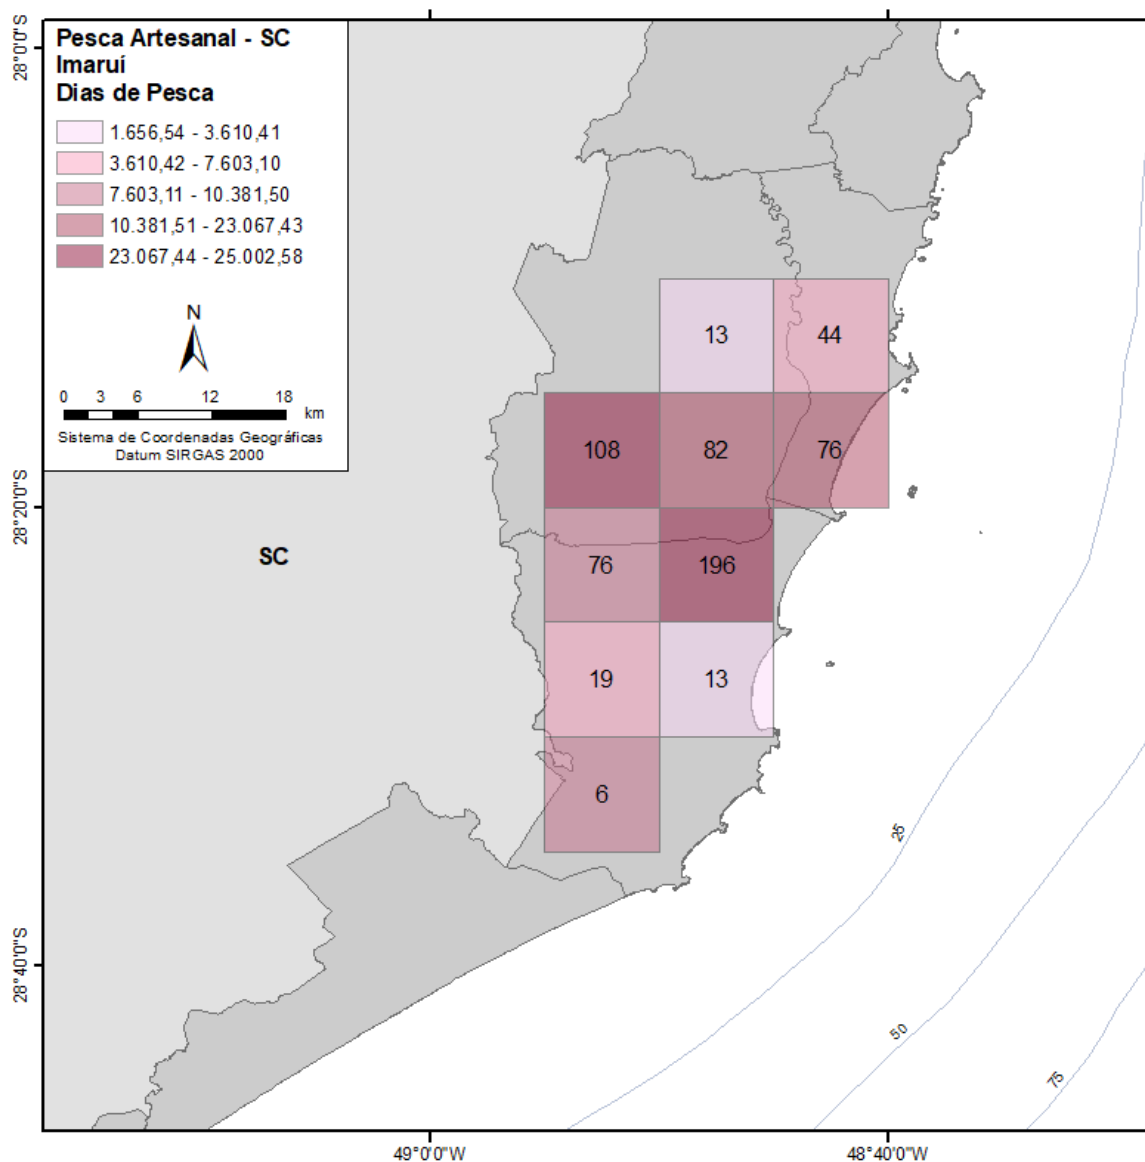 Pesca Artesanal - SC
Imaruí
Dias de Pesca
1.656,54 - 3.610,41
3.610,42 - 7.603,10
7.603,11 - 10.381,50
10.381,51 - 23.067,43
23.067,44 - 25.002,58
N
0 3 6 12 18
km
Sistema de Coordenadas Geográficas
Datum SIRGAS 2000
28°0'0"S
13 44
108 82 76
28°20'0"S
SC
76 196
19 13
6
25
28°40'0"S
50
75
49°0'0"W 48°40'0"W